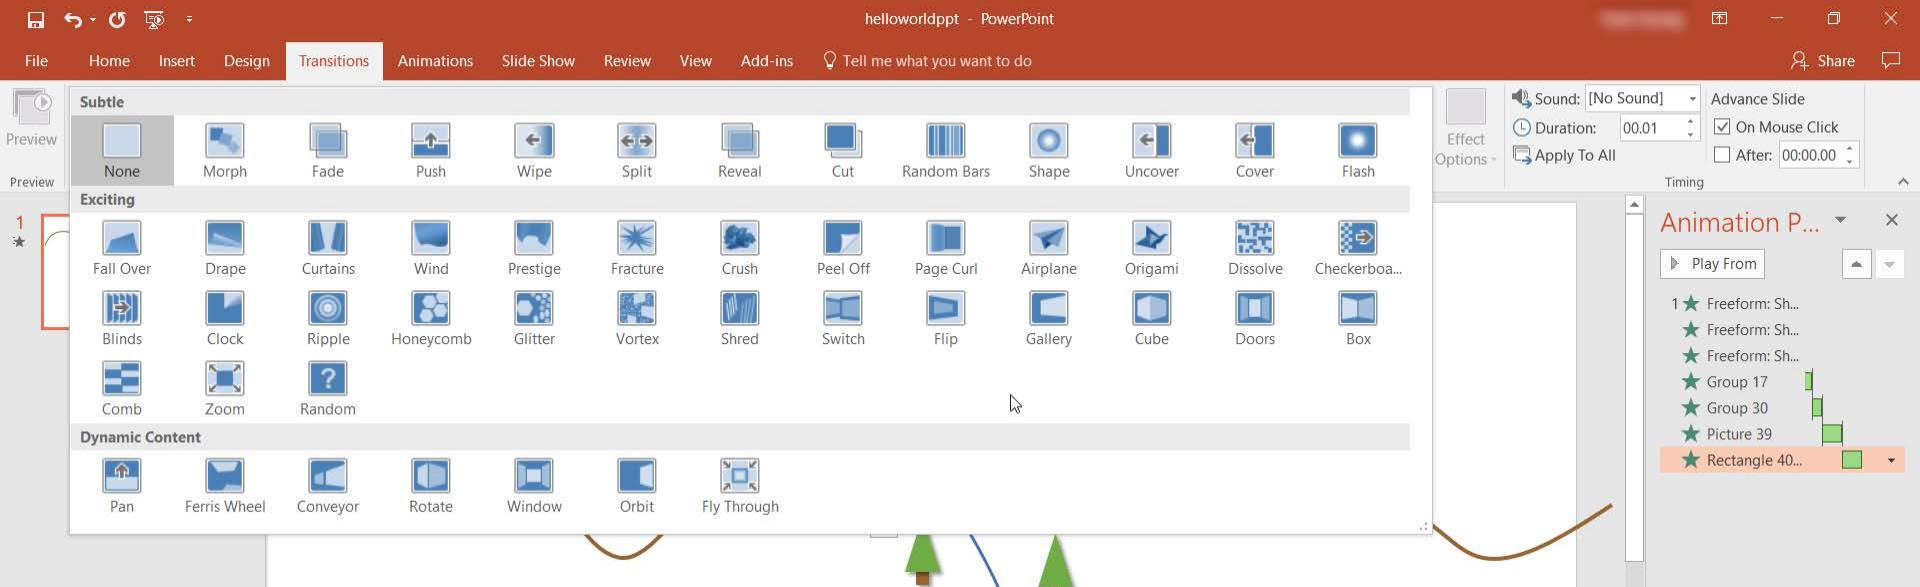 helloworldppt - PowerPoint
File Home Insert Design Transitions Animations Slide Show Review View Add-ins Tell me what you want to do Share
Preview
Preview
Subtle
None Morph Fade Push Wipe Split Reveal Cut Random Bars Shape Uncover Cover Flash
Exciting
Fall Over Drape Curtains Wind Prestige Fracture Crush Peel Off Page Curl Airplane Origami Dissolve Checkerboa...
Blinds Clock Ripple Honeycomb Glitter Vortex Shred Switch Flip Gallery Cube Doors Box
Comb Zoom Random
?
Dynamic Content
Pan Ferris Wheel Conveyor Rotate Window Orbit Fly Through
Effect
Options
Sound: [No Sound]
Duration: 00.01
Apply To All
Advance Slide
On Mouse Click
After: 00:00.00
Timing
1
Animation P...
Play From
1 Freeform: Sh...
Freeform: Sh...
Freeform: Sh...
Group 17
Group 30
Picture 39
Rectangle 40...